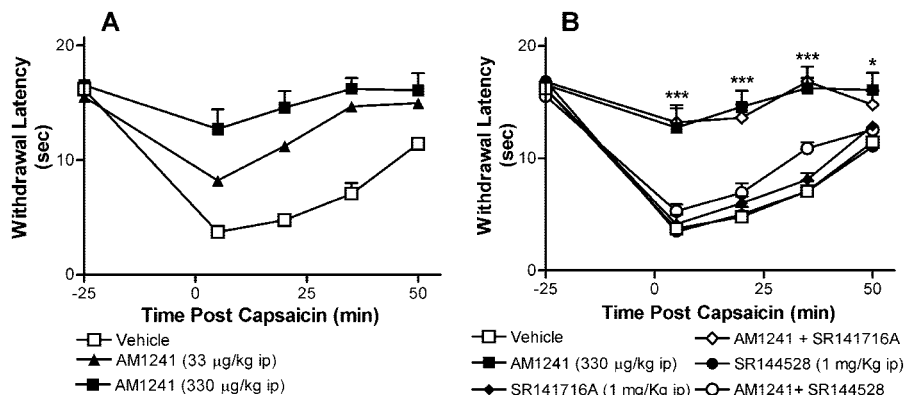 A
Withdrawal Latency
(sec)
20
10
0
-25
0
25
50
Time Post Capsaicin (min)
Vehicle
AM1241 (33 μg/kg ip)
AM1241 (330 μg/kg ip)
B
Withdrawal Latency
(sec)
20
10
0
***
***
***
*
-25
0
25
50
Time Post Capsaicin (min)
Vehicle
AM1241 (330 μg/kg ip)
SR141716A (1 mg/Kg ip)
AM1241 + SR141716A
SR144528 (1 mg/Kg ip)
AM1241+ SR144528